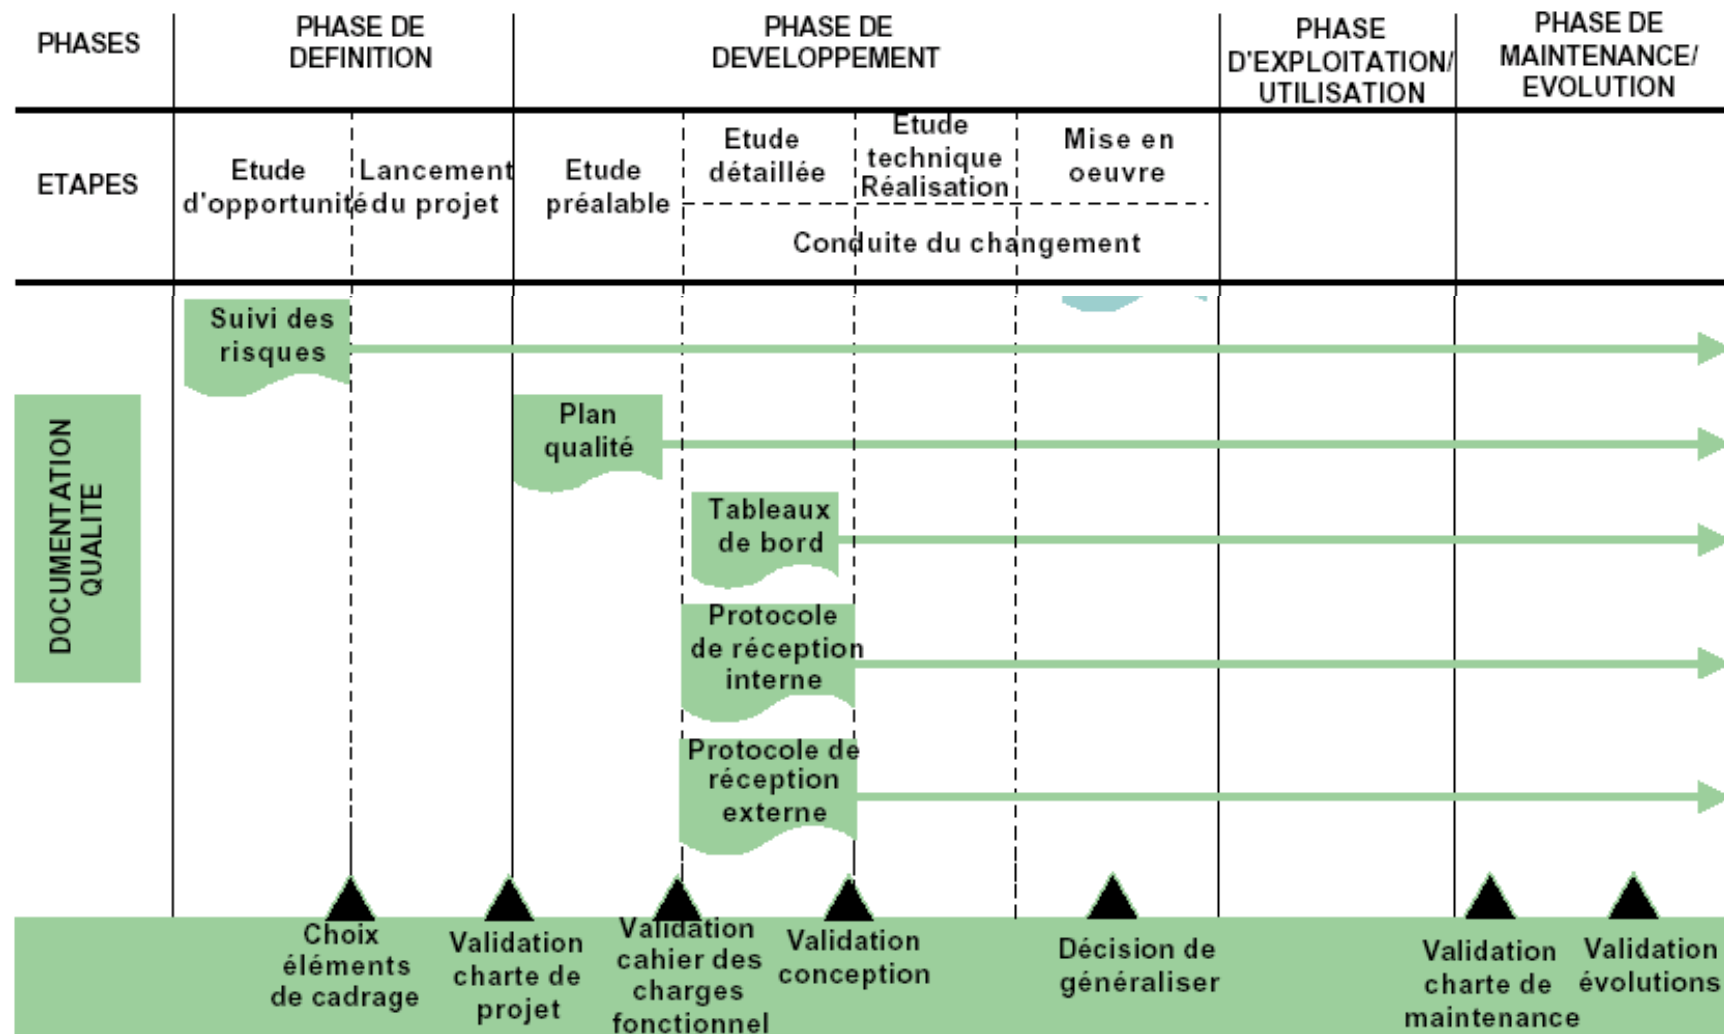 PHASES
PHASE DE
DEFINITION
PHASE DE
DEVELOPPEMENT
PHASE
D'EXPLOITATION/
UTILISATION
PHASE DE
MAINTENANCE/
EVOLUTION
ETAPES
Etude
d'opportunité
Lancement
du projet
Etude
préalable
Etude
détaillée
Etude
technique
Réalisation
Mise en
oeuvre
Conduite du changement
DOCUMENTATION
QUALITE
Suivi des
risques
Plan
qualité
Tableaux
de bord
Protocole
de réception
interne
Protocole de
réception
externe
Choix
éléments
de cadrage
Validation
charte de
projet
Validation
cahier des
charges
fonctionnel
Validation
conception
Décision de
généraliser
Validation
charte de
maintenance
Validation
évolutions